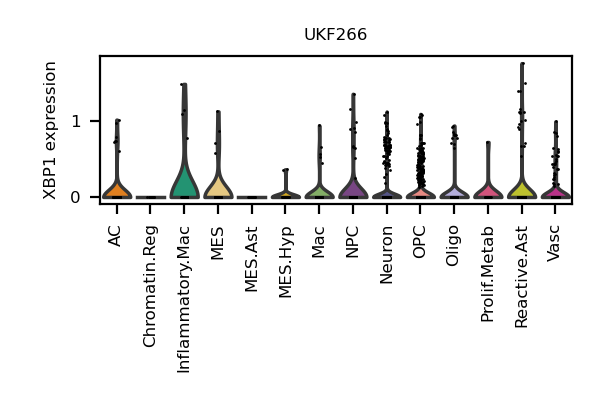 UKF266
XBP1 expression
1
0
AC
Chromatin.Reg
Inflammatory.Mac
MES
MES.Ast
MES.Hyp
Mac
NPC
Neuron
OPC
Oligo
Prolif.Metab
Reactive.Ast
Vasc